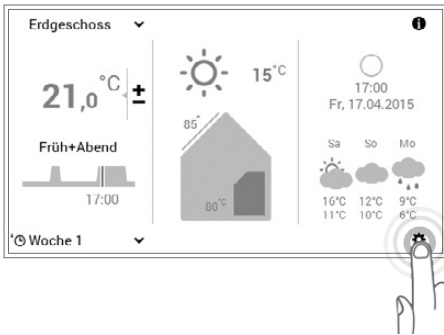 Erdgeschoss
21,0 °C ±
Früh+Abend
17:00
Woche 1
15°C
85°
80°C
17:00
Fr, 17.04.2015
Sa So Mo
16°C 12°C 9°C
11°C 10°C 6°C